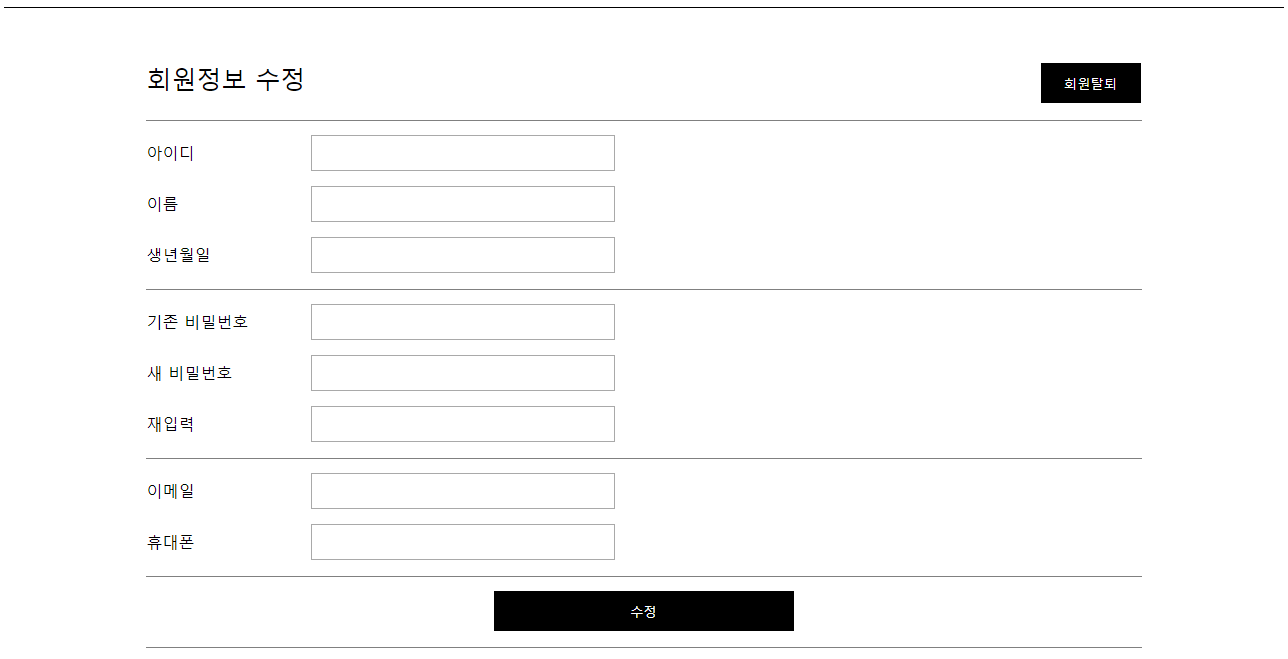 회원정보 수정
회원탈퇴
아이디
이름
생년월일
기존 비밀번호
새 비밀번호
재입력
이메일
휴대폰
수정